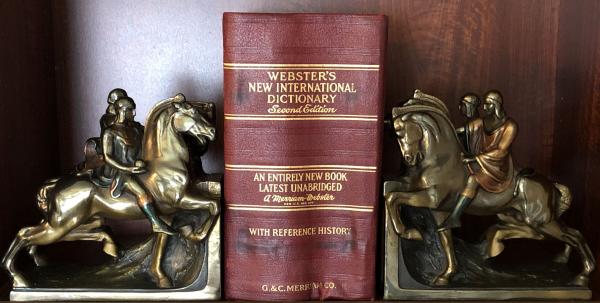 WEBSTER'S
NEW INTERNATIONAL
DICTIONARY
Second Edition
AN ENTIRELY NEW BOOK
LATEST UNABRIDGED
A Merriam-Webster
WITH REFERENCE HISTORY
G.&C. MERRIAM CO.